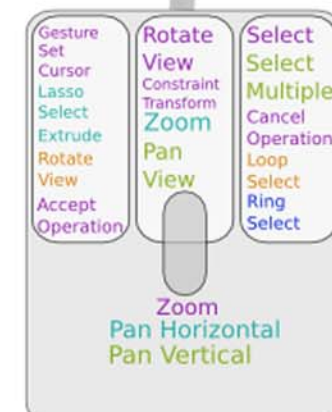 Gesture
Set
Cursor
Lasso
Select
Extrude
Rotate
View
Accept
Operation
Rotate
View
Constraint
Transform
Zoom
Pan
View
Select
Select
Multiple
Cancel
Operation
Loop
Select
Ring
Select
Zoom
Pan Horizontal
Pan Vertical